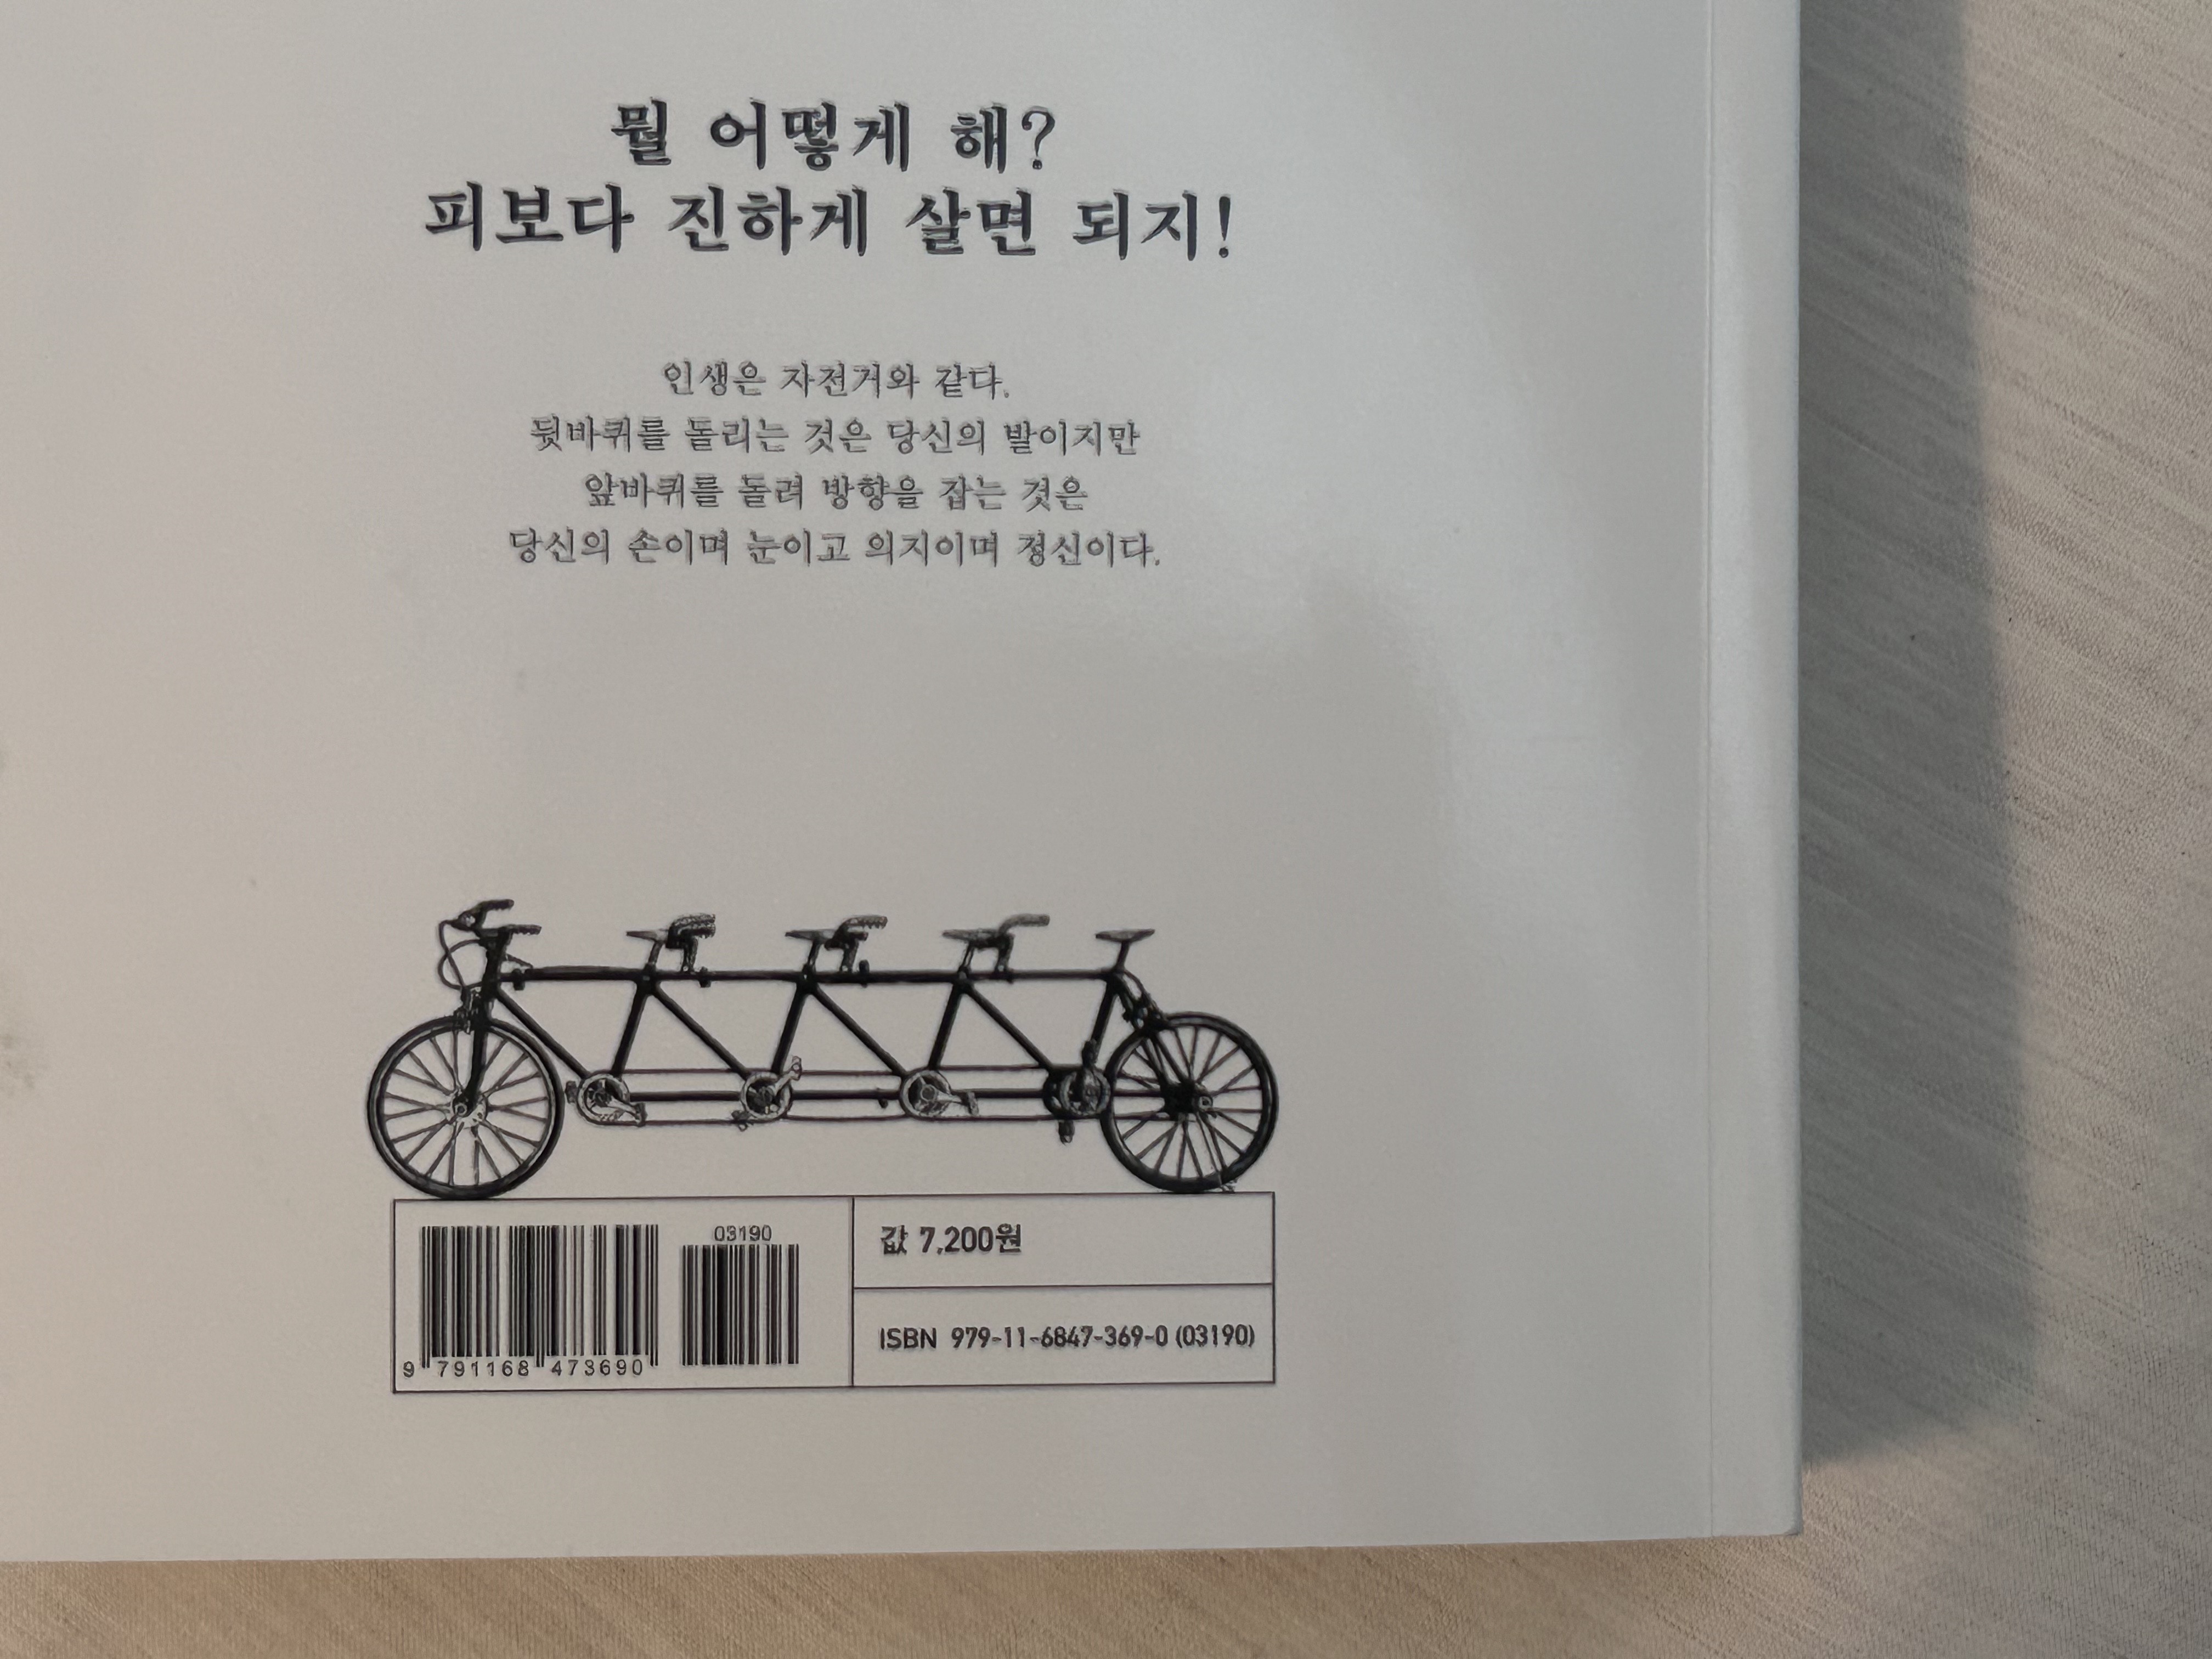 뭘 어떻게 해?
피보다 진하게 살면 되지!
인생은 자전거와 같다.
뒷바퀴를 돌리는 것은 당신의 발이지만
앞바퀴를 돌려 방향을 잡는 것은
당신의 손이며 눈이고 의지이며 정신이다.
03190
9 791168 473690
값 7,200원
ISBN 979-11-6847-369-0 (03190)